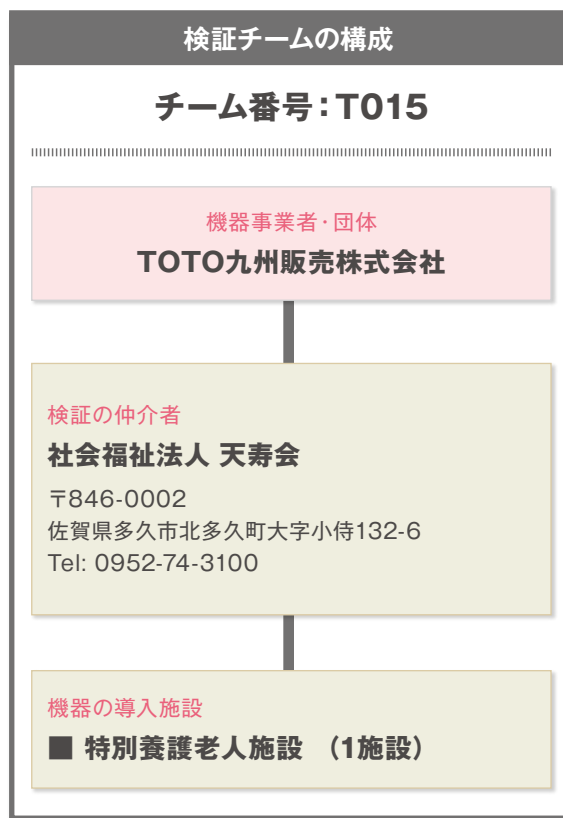 検証チームの構成
チーム番号：T015
機器事業者・団体
TOTO九州販売株式会社
検証の仲介者
社会福祉法人 天寿会
〒846-0002
佐賀県多久市北多久町大字小侍132-6
Tel: 0952-74-3100
機器の導入施設
■ 特別養護老人施設 （1施設）